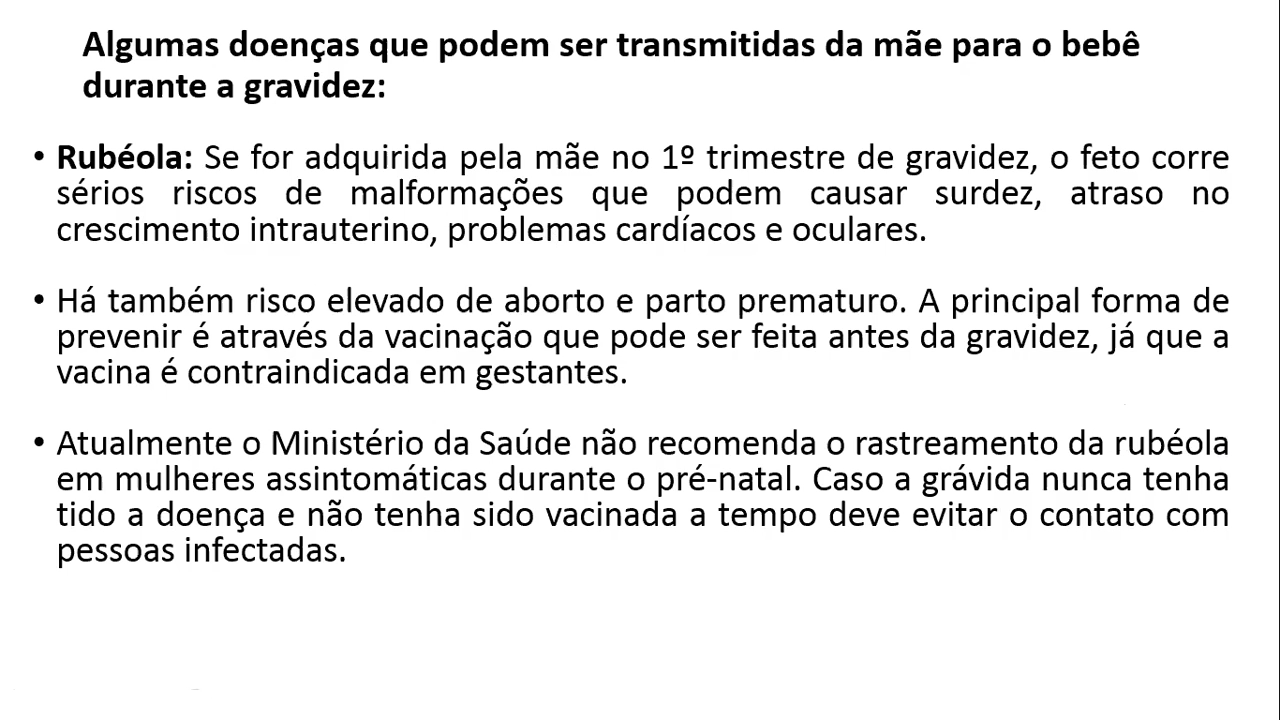 Algumas doenças que podem ser transmitidas da mãe para o bebê
durante a gravidez:
• Rubéola: Se for adquirida pela mãe no 1º trimestre de gravidez, o feto corre
sérios riscos de malformações que podem causar surdez, atraso no
crescimento intrauterino, problemas cardíacos e oculares.
• Há também risco elevado de aborto e parto prematuro. A principal forma de
prevenir é através da vacinação que pode ser feita antes da gravidez, já que a
vacina é contraindicada em gestantes.
• Atualmente o Ministério da Saúde não recomenda o rastreamento da rubéola
em mulheres assintomáticas durante o pré-natal. Caso a grávida nunca tenha
tido a doença e não tenha sido vacinada a tempo deve evitar o contato com
pessoas infectadas.